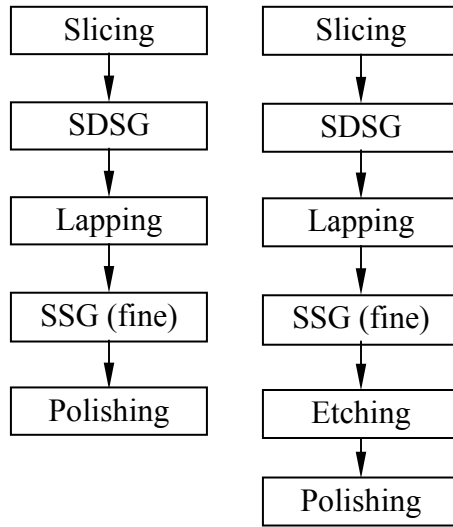 Slicing
SDSG
Lapping
SSG (fine)
Polishing
Slicing
SDSG
Lapping
SSG (fine)
Etching
Polishing